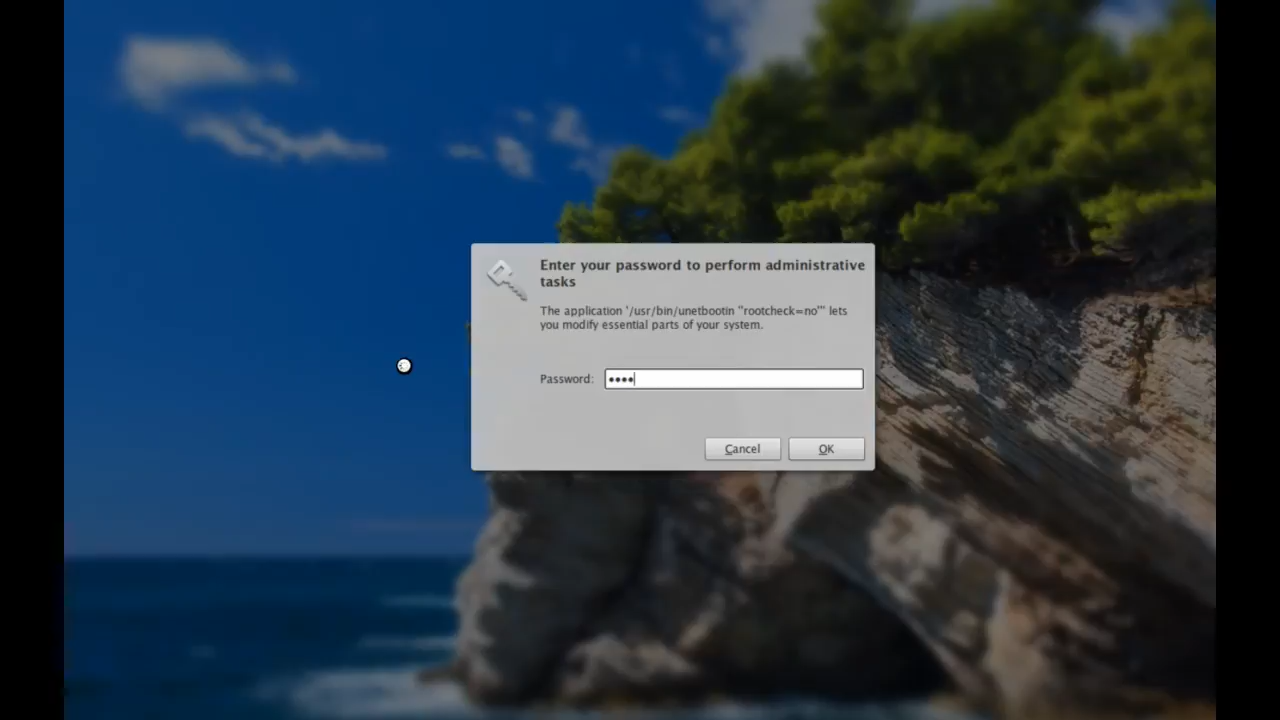 Enter your password to perform administrative
tasks
The application '/usr/bin/unetbootin "rootcheck=no"' lets
you modify essential parts of your system.
Password: ••••
Cancel OK